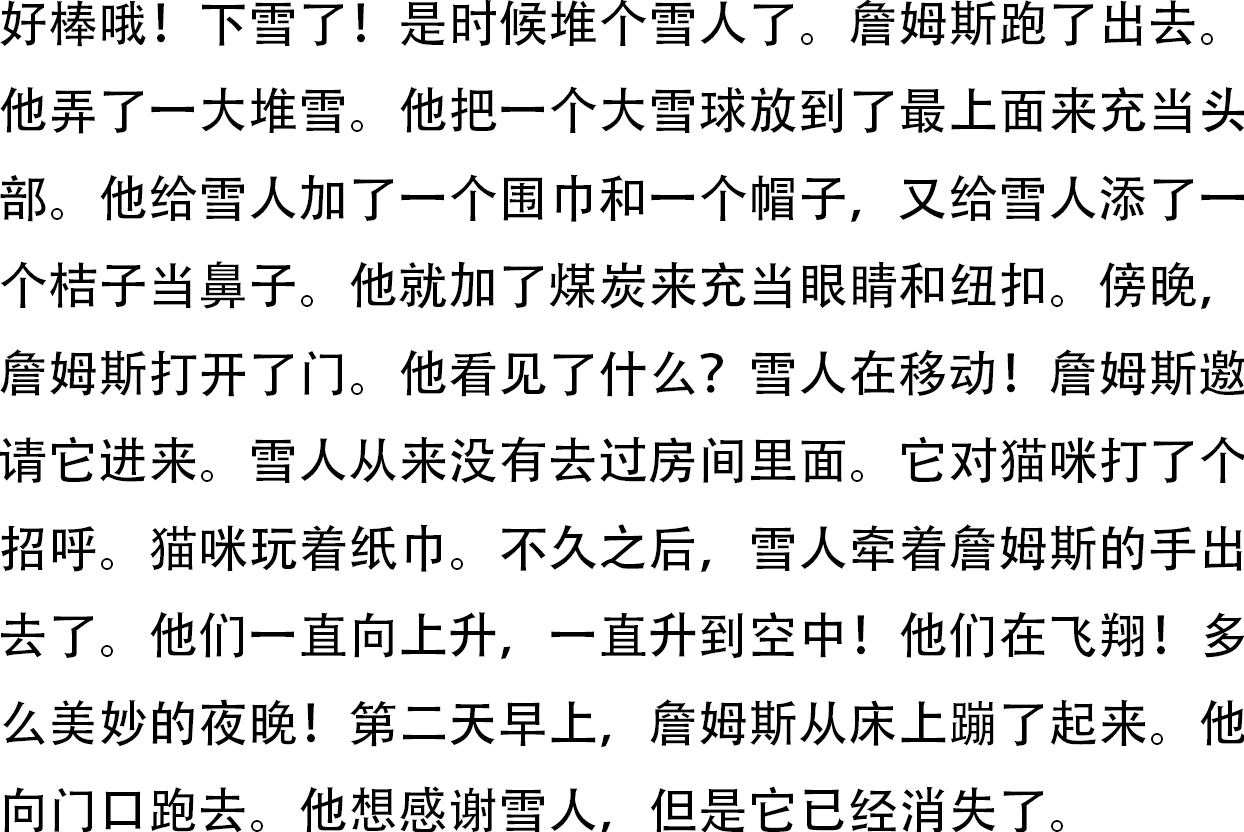 好棒哦！下雪了！是时候堆个雪人了。詹姆斯跑了出去。
他弄了一大堆雪。他把一个大雪球放到了最上面来充当头
部。他给雪人加了一个围巾和一个帽子，又给雪人添了一
个桔子当鼻子。他就加了煤炭来充当眼睛和纽扣。傍晚，
詹姆斯打开了门。他看见了什么？雪人在移动！詹姆斯邀
请它进来。雪人从来没有去过房间里面。它对猫咪打了个
招呼。猫咪玩着纸巾。不久之后，雪人牵着詹姆斯的手出
去了。他们一直向上升，一直升到空中！他们在飞翔！多
么美妙的夜晚！第二天早上，詹姆斯从床上蹦了起来。他
向门口跑去。他想感谢雪人，但是它已经消失了。